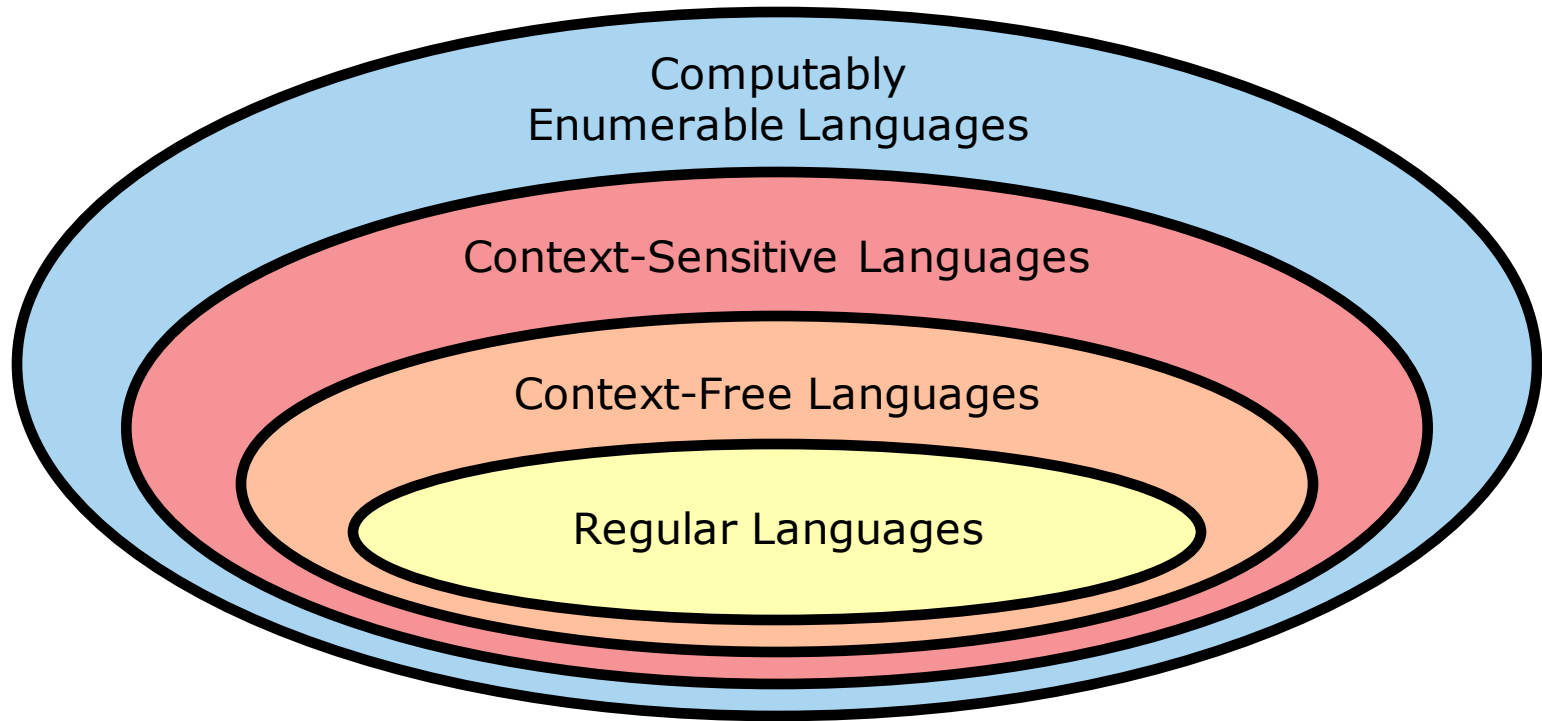 Computably
Enumerable Languages
Context-Sensitive Languages
Context-Free Languages
Regular Languages